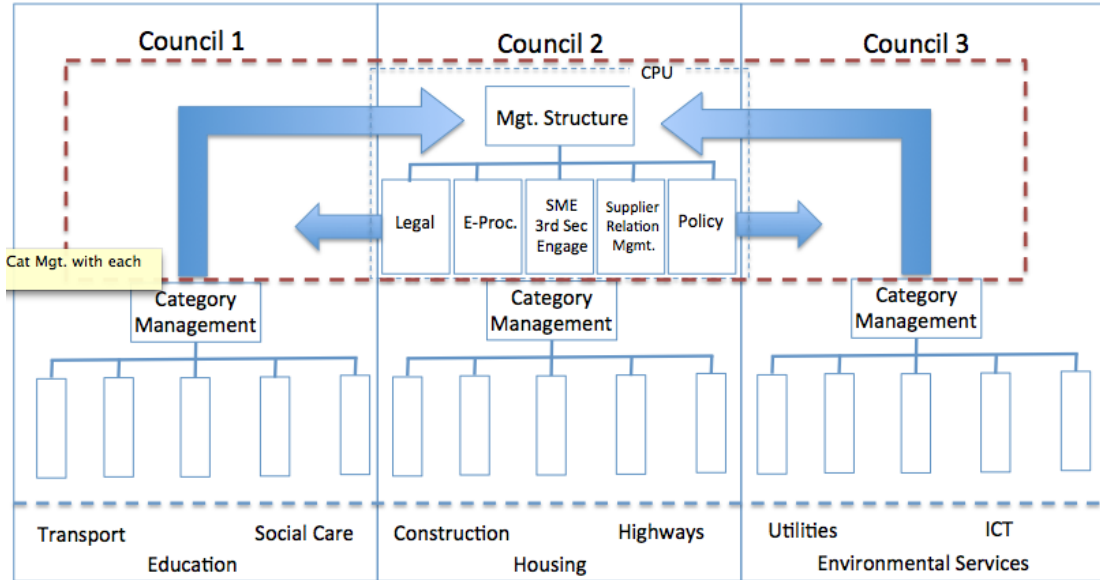 Council 1
Council 2
Council 3
CPU
Mgt. Structure
Legal
E-Proc.
SME
3rd Sec
Engage
Supplier
Relation
Mgmt.
Policy
Cat Mgt. with each
Category
Management
Category
Management
Category
Management
Transport
Social Care
Education
Construction
Highways
Housing
Utilities
ICT
Environmental Services